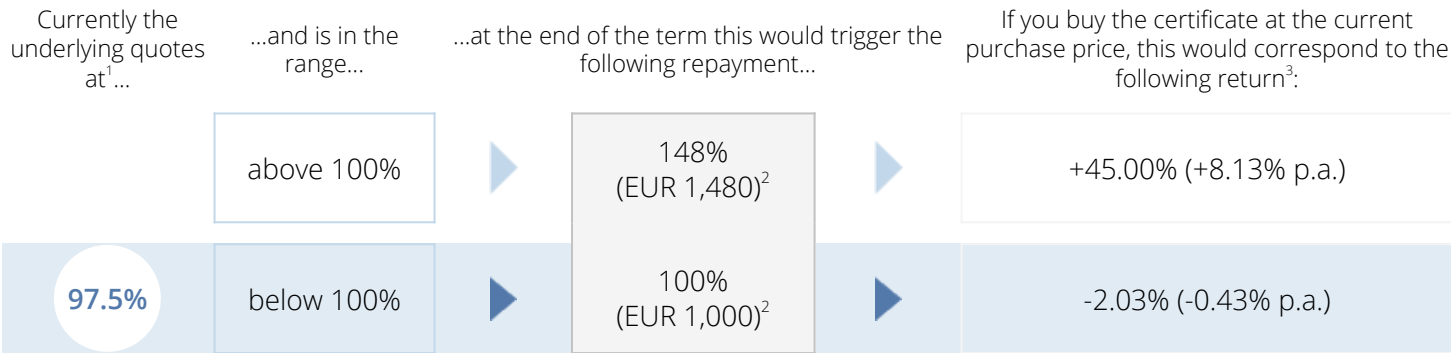 Currently the
underlying quotes
at¹...
...and is in the
range...
...at the end of the term this would trigger the
following repayment...
If you buy the certificate at the current
purchase price, this would correspond to the
following return³:
above 100%
148%
(EUR 1,480)²
+45.00% (+8.13% p.a.)
97.5%
below 100%
100%
(EUR 1,000)²
-2.03% (-0.43% p.a.)